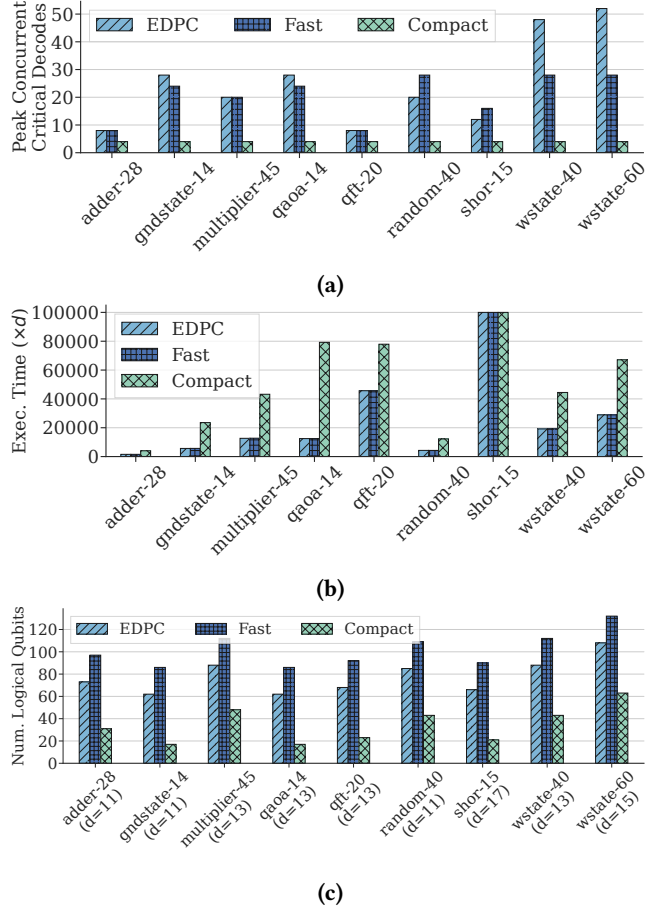 Peak Concurrent
Critical Decodes
50
40
30
20
10
0
EDPC
Fast
Compact
adder-28
gndstate-14
multiplier-45
qaoa-14
qft-20
random-40
shor-15
wstate-40
wstate-60
(a)
Exec. Time (×d)
100000
80000
60000
40000
20000
0
EDPC
Fast
Compact
adder-28
gndstate-14
multiplier-45
qaoa-14
qft-20
random-40
shor-15
wstate-40
wstate-60
(b)
Num. Logical Qubits
120
100
80
60
40
20
0
EDPC
Fast
Compact
adder-28
(d=11)
gndstate-14
(d=11)
multiplier-45
(d=13)
qaoa-14
(d=13)
qft-20
(d=13)
random-40
(d=11)
shor-15
(d=17)
wstate-40
(d=13)
wstate-60
(d=15)
(c)